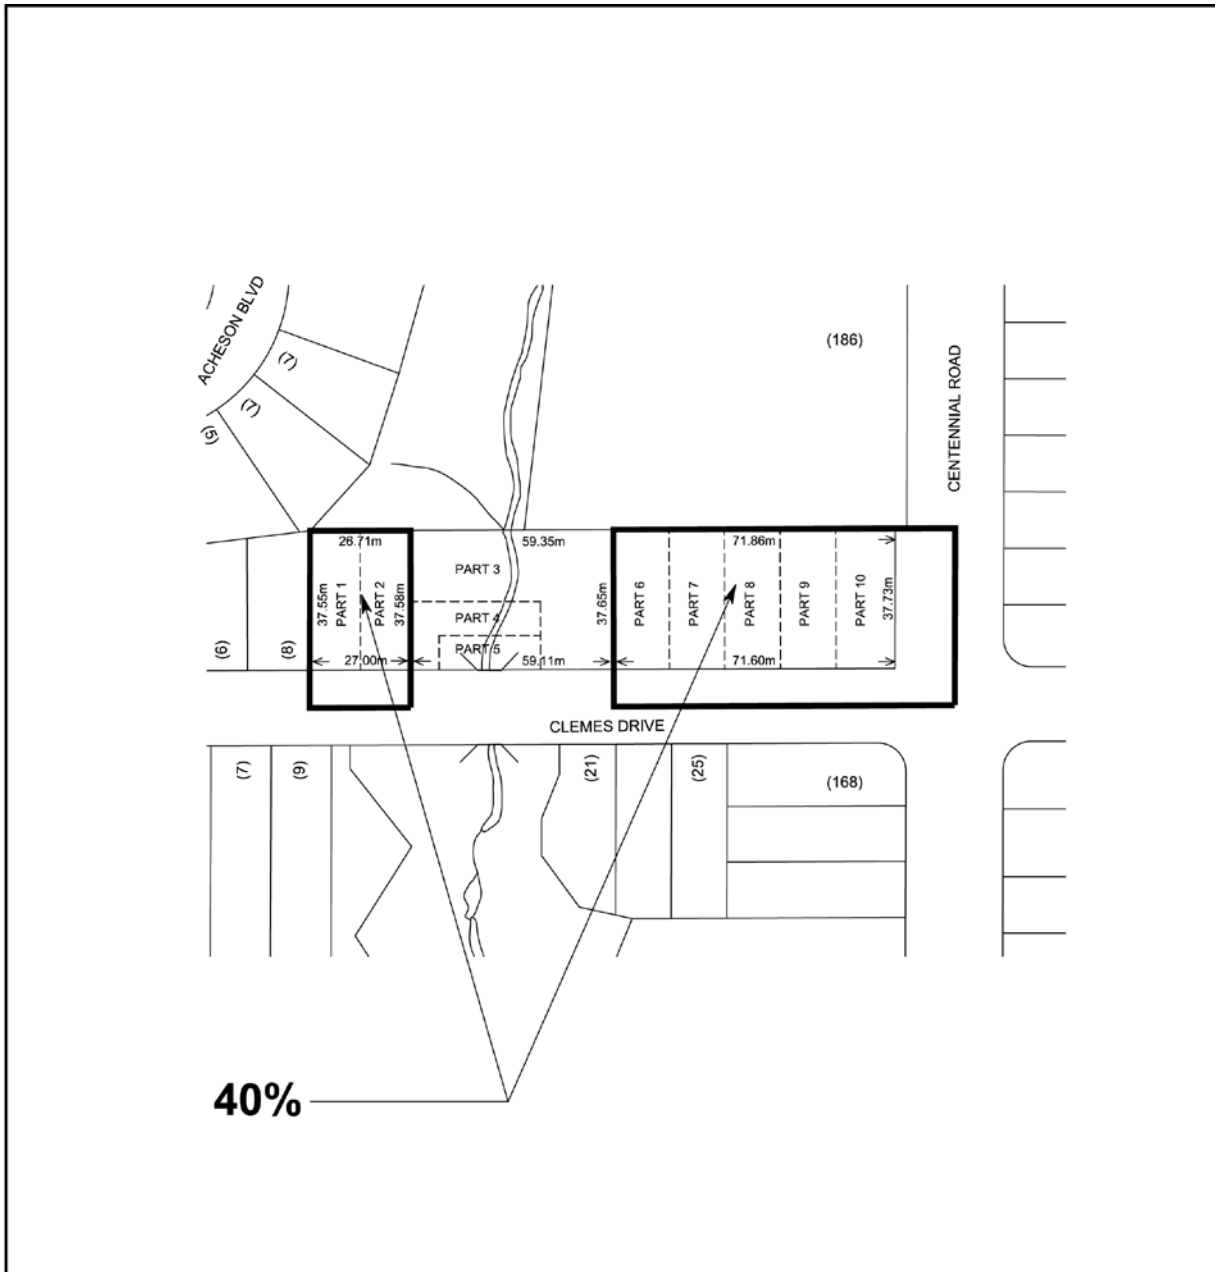 ACHESON BLVD
(7)
(7)
(5)
(186)
CENTENNIAL ROAD
26.71m
59.35m
71.86m
37.55m
PART 1
PART 2
37.58m
PART 3
PART 4
PART 5
37.65m
PART 6
PART 7
PART 8
PART 9
PART 10
37.73m
(6)
(8)
27.00m
59.11m
71.60m
CLEMES DRIVE
(7)
(9)
(21)
(25)
(168)
40%